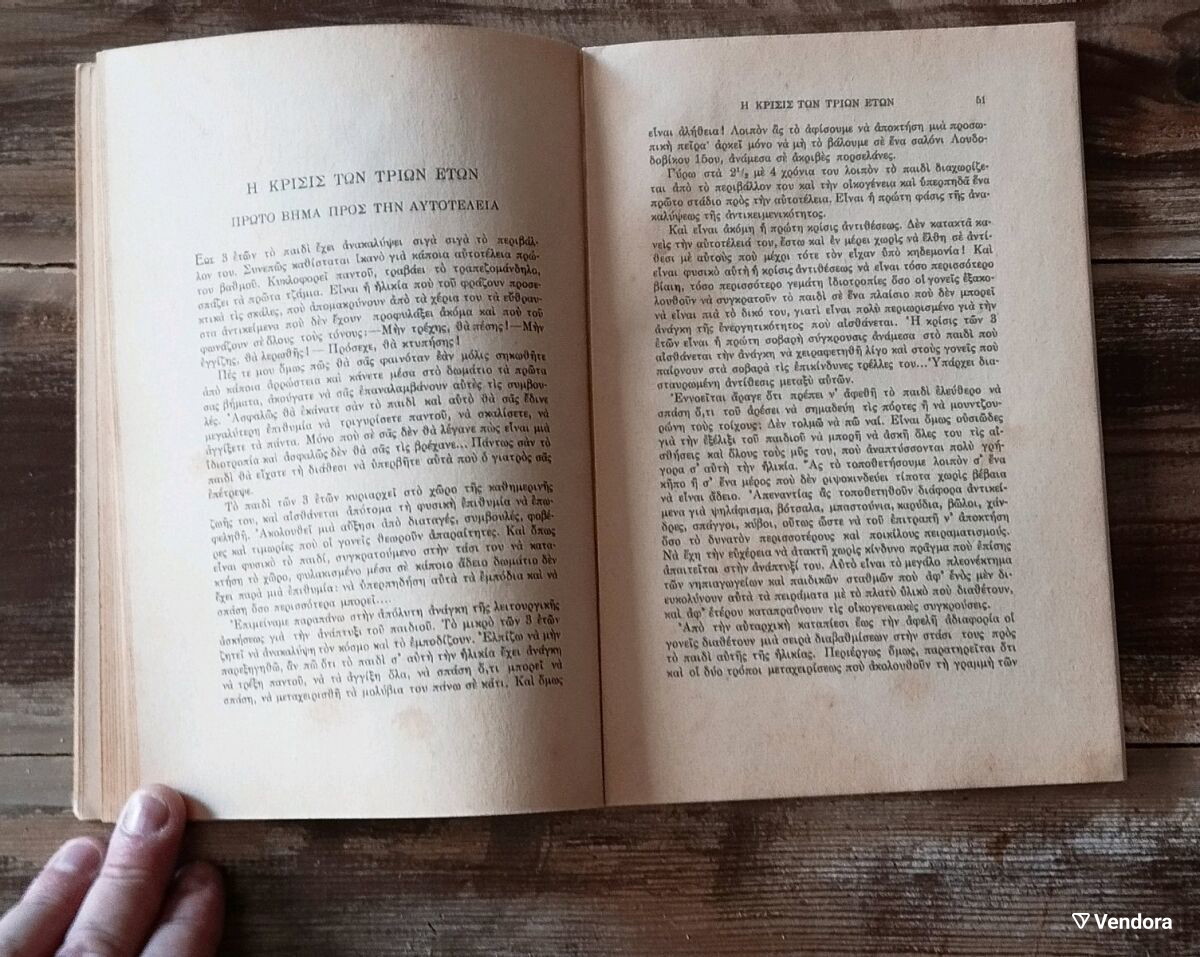 Η ΚΡΙΣΙΣ ΤΩΝ ΤΡΙΩΝ ΕΤΩΝ
ΠΡΩΤΟ ΒΗΜΑ ΠΡΟΣ ΤΗΝ ΑΥΤΟΤΕΛΕΙΑ
Ἕως 3 ἐτῶν τὸ παιδὶ ἔχει ἀνακαλύψει σιγὰ σιγὰ τὸ περιβάλ-
λον του. Συνεπῶς καθίσταται ἱκανὸ γιὰ κάποια αὐτοτέλεια πρώ-
του βαθμοῦ. Κυκλοφορεῖ παντοῦ, τραβάει τὸ τραπεζομάνδηλο,
σπάζει τὰ πρῶτα τζάμια. Εἶναι ἡ ἡλικία ποὺ τοῦ φράζουν προσε-
κτικὰ τὶς σκάλες, ποὺ ἀπομακρύνουν ἀπὸ τὰ χέρια του τὰ εὔθραυ-
στα ἀντικείμενα ποὺ δὲν ἔχουν προφυλάξει ἀκόμα καὶ ποὺ τοῦ
φωνάζουν σὲ ὅλους τοὺς τόνους:—Μὴν τρέχῃς, θὰ πέσῃς!—Μὴν
ἐγγίζῃς, θὰ λερωθῇς!— Πρόσεχε, θὰ κτυπήσῃς!
Πές τε μου ὅμως πῶς θὰ σᾶς φαινόταν ἐὰν μόλις σηκωθῆτε
ἀπὸ κάποια ἀρρώστεια καὶ κάνετε μέσα στὸ δωμάτιο τὰ πρῶτα
σας βήματα, ἀκούγατε νὰ σᾶς ἐπαναλαμβάνουν αὐτὲς τὶς συμβου-
λές. Ἀσφαλῶς θὰ ἐκάνατε σὰν τὸ παιδὶ καὶ αὐτὸ θὰ σᾶς ἔδινε
μεγαλύτερη ἐπιθυμία νὰ τριγυρίσετε παντοῦ, νὰ σκαλίσετε, νὰ
ἀγγίξετε τὰ πάντα. Μόνο ποὺ σὲ σᾶς δὲν θὰ λέγανε πὼς εἶναι μιὰ
ἰδιοτροπία καὶ ἀσφαλῶς δὲν θὰ σᾶς τὶς βρέχανε... Πάντως σὰν τὸ
παιδὶ θὰ εἴχατε τὴ διάθεσι νὰ ὑπερβῆτε αὐτὰ ποὺ ὁ γιατρὸς σᾶς
ἐπέτρεψε.
Τὸ παιδὶ τῶν 3 ἐτῶν κυριαρχεῖ στὸ χῶρο τῆς καθημερινῆς
ζωῆς του, καὶ αἰσθάνεται ἀπότομα τὴ φυσικὴ ἐπιθυμία νὰ ἐπω-
φεληθῇ. Ἀκολουθεῖ μιὰ αὔξησι ἀπὸ διαταγές, συμβουλές, φοβέ-
ρες καὶ τιμωρίες ποὺ οἱ γονεῖς θεωροῦν ἀπαραίτητες. Καὶ ὅπως
εἶναι φυσικὸ τὸ παιδί, συγκρατούμενο στὴν τάσι του νὰ κατα-
κτήση τὸ χῶρο, φυλακισμένο μέσα σὲ κάποιο ἄδειο δωμάτιο δὲν
ἔχει παρὰ μιὰ ἐπιθυμία: νὰ ὑπερπηδήση αὐτὰ τὰ ἐμπόδια καὶ νὰ
σπάση ὅσο περισσότερα μπορεῖ....
Ἐπιμείναμε παραπάνω στὴν ἀπόλυτη ἀνάγκη τῆς λειτουργικῆς
ἀσκήσεως γιὰ τὴν ἀνάπτυξι τοῦ παιδιοῦ. Τὸ μικρὸ τῶν 3 ἐτῶν
ζητεῖ νὰ ἀνακαλύψη τὸν κόσμο καὶ τὸ ἐμποδίζουν. Ἐλπίζω νὰ μὴν
παρεξηγηθῶ, ἂν πῶ ὅτι τὸ παιδὶ σ' αὐτὴ τὴν ἡλικία ἔχει ἀνάγκη
νὰ τρέξη παντοῦ, νὰ τὰ ἀγγίξη ὅλα, νὰ σπάση ὅ,τι μπορεῖ νὰ
σπάση, νὰ μεταχειρισθῆ τὰ μολύβια του πάνω σὲ κάτι. Καὶ ὅμως
Η ΚΡΙΣΙΣ ΤΩΝ ΤΡΙΩΝ ΕΤΩΝ 51
εἶναι ἀλήθεια! Λοιπὸν ἂς τὸ ἀφίσουμε νὰ ἀποκτήση μιὰ προσω-
πικὴ πεῖρα· ἀρκεῖ μόνο νὰ μὴ τὸ βάλουμε σὲ ἕνα σαλόνι Λουδο-
δοβίκου 15ου, ἀνάμεσα σὲ ἀκριβὲς πορσελάνες.
Γύρω στὰ 2 1/2 μὲ 4 χρόνια του λοιπὸν τὸ παιδὶ διαχωρίζε-
ται ἀπὸ τὸ περιβάλλον του καὶ τὴν οἰκογένεια καὶ ὑπερπηδᾶ ἕνα
πρῶτο στάδιο πρὸς τὴν αὐτοτέλεια. Εἶναι ἡ πρώτη φάσις τῆς ἀνα-
καλύψεως τῆς ἀντικειμενικότητος.
Καὶ εἶναι ἀκόμη ἡ πρώτη κρίσις ἀντιθέσεως. Δὲν κατακτᾶ κα-
νεὶς τὴν αὐτοτέλειά του, ἔστω καὶ ἐν μέρει χωρὶς νὰ ἔλθη σὲ ἀντί-
θεσι μὲ αὐτοὺς ποὺ μέχρι τότε τὸν εἶχαν ὑπὸ κηδεμονία! Καὶ
εἶναι φυσικὸ αὐτὴ ἡ κρίσις ἀντιθέσεως νὰ εἶναι τόσο περισσότερο
βίαιη, τόσο περισσότερο γεμάτη ἰδιοτροπίες ὅσο οἱ γονεῖς ἐξακο-
λουθοῦν νὰ συγκρατοῦν τὸ παιδὶ σὲ ἕνα πλαίσιο ποὺ δὲν μπορεῖ
νὰ εἶναι πιὰ τὸ δικό του, γιατὶ εἶναι πολὺ περιωρισμένο γιὰ τὴν
ἀνάγκη τῆς ἐνεργητικότητος ποὺ αἰσθάνεται. Ἡ κρίσις τῶν 3
ἐτῶν εἶναι ἡ πρώτη σοβαρὴ σύγκρουσις ἀνάμεσα στὸ παιδὶ ποὺ
αἰσθάνεται τὴν ἀνάγκη νὰ χειραφετηθῆ λίγο καὶ στοὺς γονεῖς ποὺ
παίρνουν στὰ σοβαρὰ τὶς ἐπικίνδυνες τρέλλες του...Ὑπάρχει δια-
σταυρωμένη ἀντίθεσις μεταξὺ αὐτῶν.
Ἐννοεῖται ἄραγε ὅτι πρέπει ν' ἀφεθῆ τὸ παιδὶ ἐλεύθερο νὰ
σπάση ὅ,τι τοῦ ἀρέσει νὰ σημαδεύη τὶς πόρτες ἢ νὰ μουντζου-
ρώνη τοὺς τοίχους; Δὲν τολμῶ νὰ πῶ ναί. Εἶναι ὅμως οὐσιῶδες
γιὰ τὴν ἐξέλιξι τοῦ παιδιοῦ νὰ μπορῆ νὰ ἀσκῆ ὅλες του τὶς αἰ-
σθήσεις καὶ ὅλους τοὺς μῦς του, ποὺ ἀναπτύσσονται πολὺ γρή-
γορα σ' αὐτὴ τὴν ἡλικία. Ἂς τὸ τοποθετήσουμε λοιπὸν σ' ἕνα
κῆπο ἢ σ' ἕνα μέρος ποὺ δὲν ριψοκινδεύει τίποτα χωρὶς βέβαια
νὰ εἶναι ἄδειο. Ἀπεναντίας ἂς τοποθετηθοῦν διάφορα ἀντικεί-
μενα γιὰ ψηλάφισμα, βότσαλα, μπαστούνια, καρύδια, βῶλοι, χάν-
δρες, σπάγγοι, κύβοι, οὕτως ὥστε νὰ τοῦ ἐπιτραπῆ ν' ἀποκτήση
ὅσο τὸ δυνατὸν περισσοτέρους καὶ ποικίλους πειραματισμούς.
Νὰ ἔχη τὴν εὐχέρεια νὰ ἀτακτῆ χωρὶς κίνδυνο πρᾶγμα ποὺ ἐπίσης
ἀπαιτεῖται στὴν ἀνάπτυξί του. Αὐτὸ εἶναι τὸ μεγάλο πλεονέκτημα
τῶν νηπιαγωγείων καὶ παιδικῶν σταθμῶν ποὺ ἀφ' ἑνὸς μὲν δι-
ευκολύνουν αὐτὰ τὰ πειράματα μὲ τὸ πλατὺ ὑλικὸ ποὺ διαθέτουν,
καὶ ἀφ' ἑτέρου καταπραΰνουν τὶς οἰκογενειακὲς συγκρούσεις.
Ἀπὸ τὴν αὐταρχικὴ καταπίεσι ἕως τὴν ἀφελῆ ἀδιαφορία οἱ
γονεῖς διαθέτουν μιὰ σειρὰ διαβαθμίσεων στὴν στάσι τους πρὸς
τὸ παιδὶ αὐτῆς τῆς ἡλικίας. Περιέργως ὅμως, παρατηρεῖται ὅτι
καὶ οἱ δύο τρόποι μεταχειρίσεως ποὺ ἀκολουθοῦν τὴ γραμμὴ τῶν
Vendora